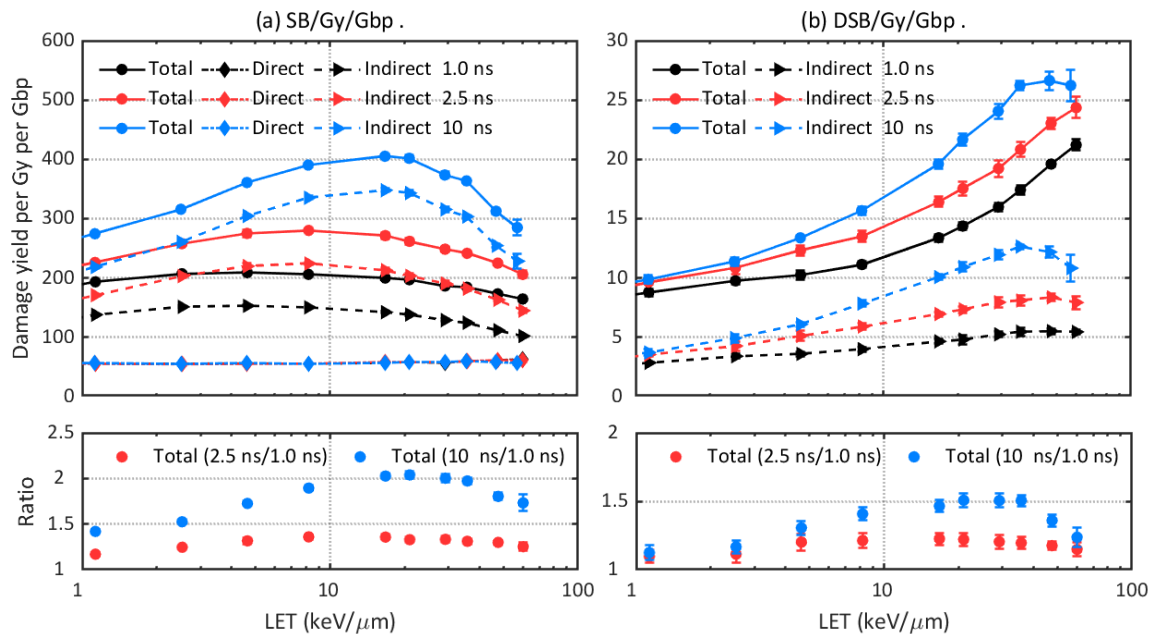 (a) SB/Gy/Gbp .
(b) DSB/Gy/Gbp .
Damage yield per Gy per Gbp
600
500
400
300
200
100
0
Total Direct Indirect 1.0 ns
Total Direct Indirect 2.5 ns
Total Direct Indirect 10 ns
30
25
20
15
10
5
0
Total Indirect 1.0 ns
Total Indirect 2.5 ns
Total Indirect 10 ns
Ratio
2.5
2
1.5
1
Total (2.5 ns/1.0 ns) Total (10 ns/1.0 ns)
1 10 100
LET (keV/μm)
2
1.5
1
Total (2.5 ns/1.0 ns) Total (10 ns/1.0 ns)
1 10 100
LET (keV/μm)